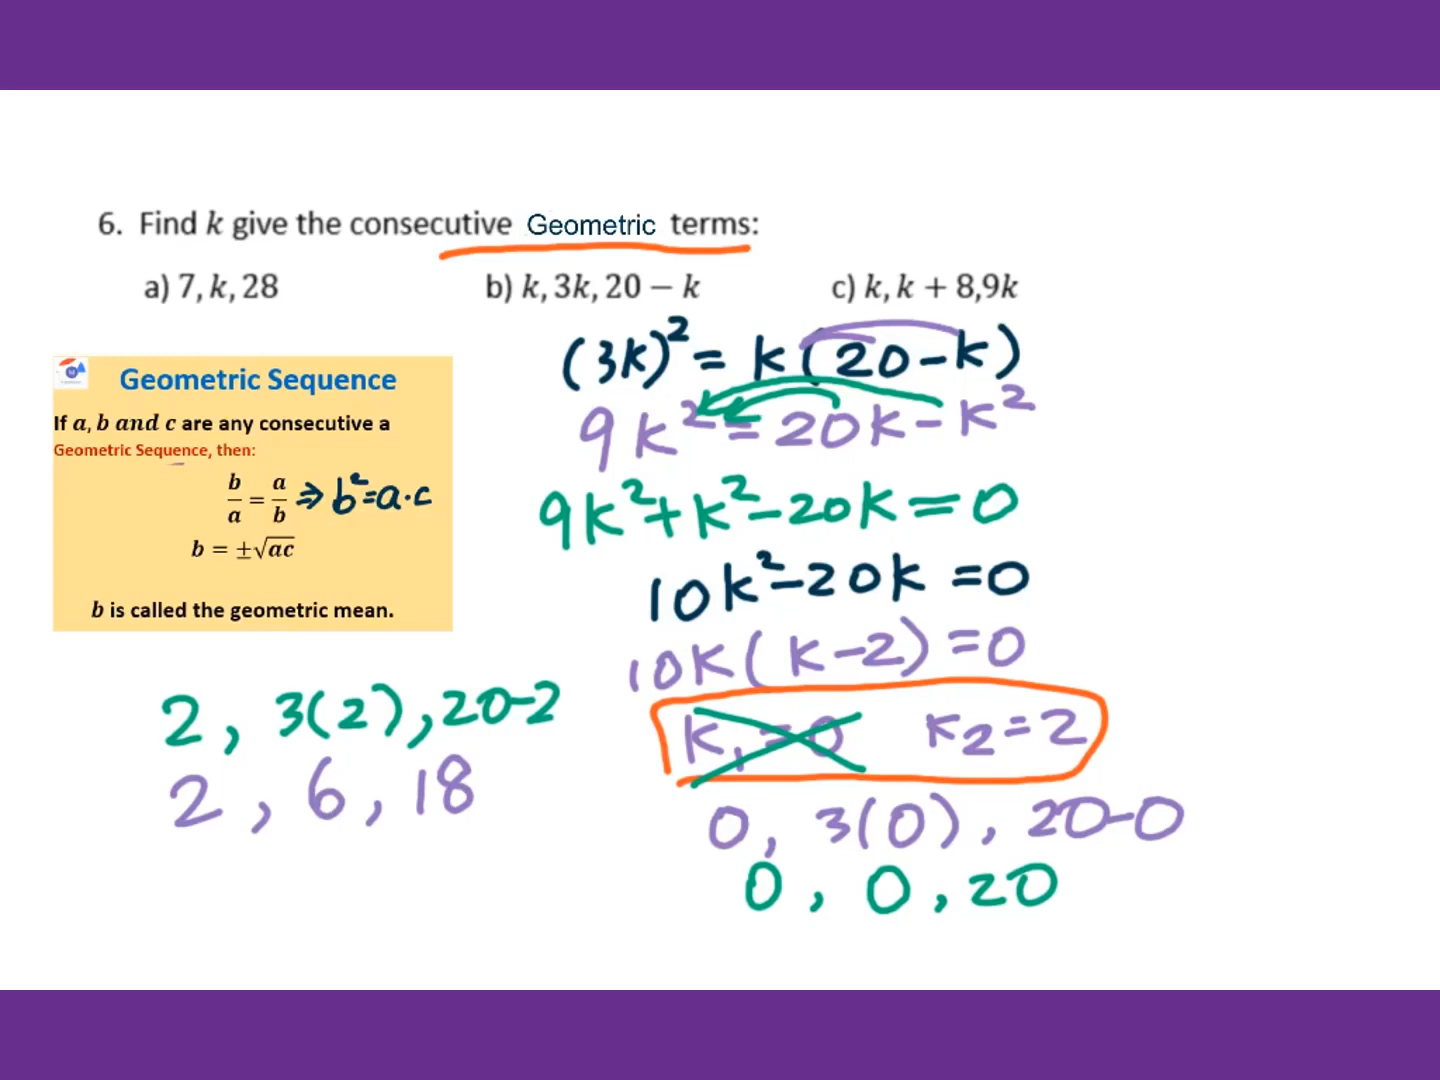 6. Find k give the consecutive Geometric terms:
a) 7, k, 28 b) k, 3k, 20 − k c) k, k + 8,9k
Geometric Sequence
If a, b and c are any consecutive a
Geometric Sequence, then:
b/a = a/b ⇒ b² = a·c
b = ±√ac
b is called the geometric mean.
(3k)² = k(20-k)
9k² = 20k - k²
9k² + k² - 20k = 0
10k² - 20k = 0
10k(k-2) = 0
k₁ = 0 k₂ = 2
0, 3(0), 20-0
0, 0, 20
2, 3(2), 20-2
2, 6, 18